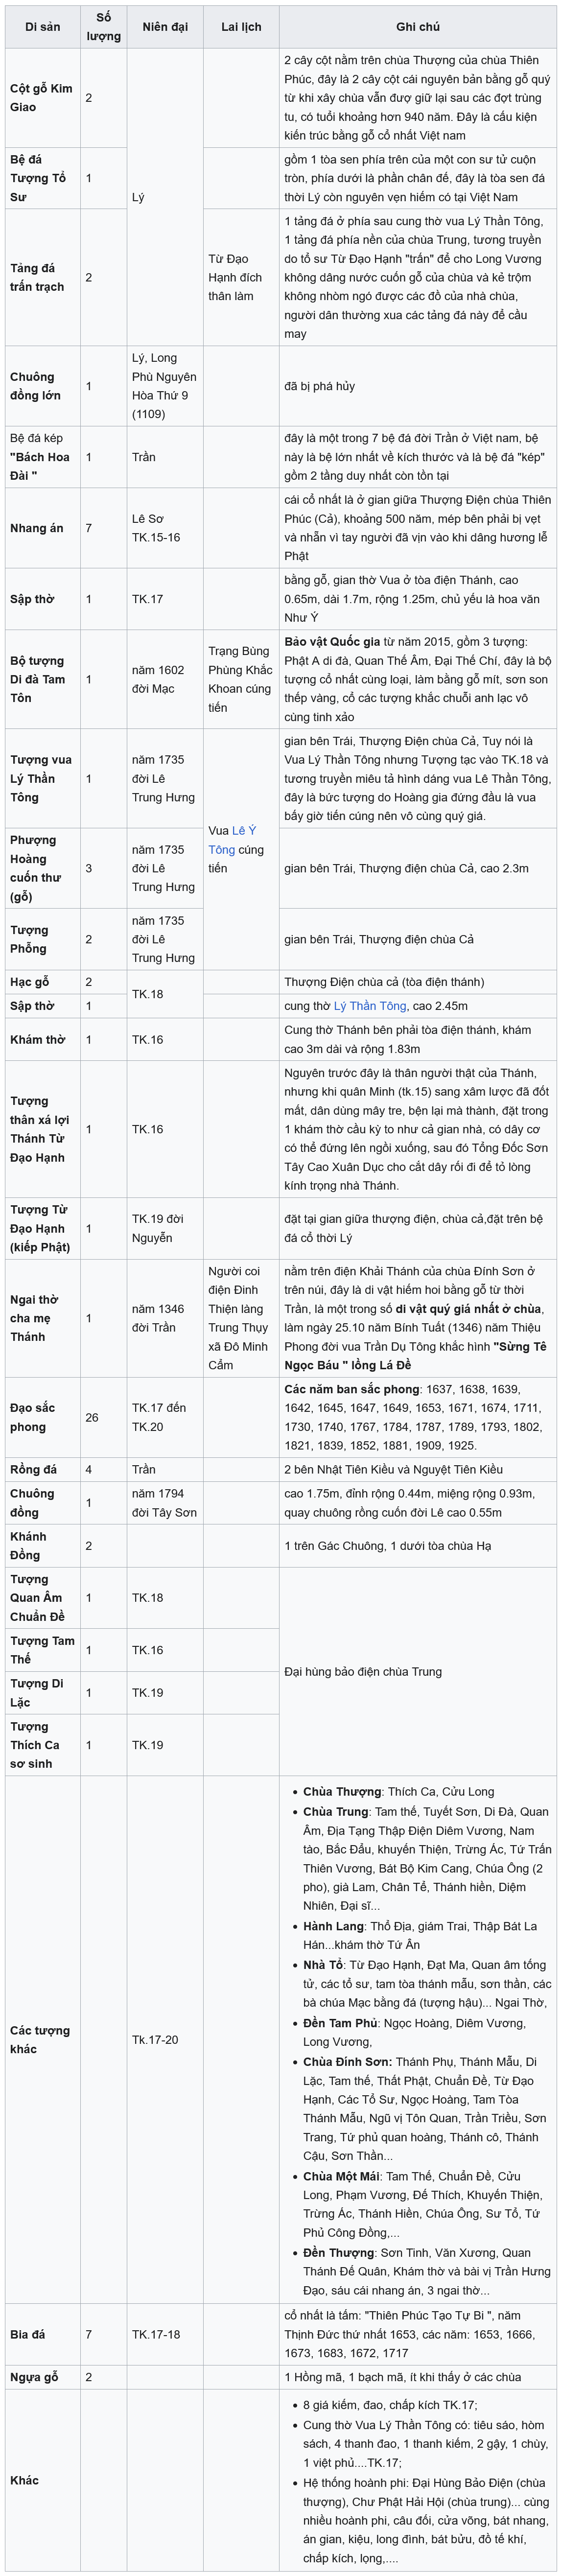 Di sản
Số
lượng
Niên đại
Lai lịch
Ghi chú
Cột gỗ Kim
Giao
2
Lý
2 cây cột nằm trên chùa Thượng của chùa Thiên
Phúc, đây là 2 cây cột cái nguyên bản bằng gỗ quý
từ khi xây chùa vẫn đượ giữ lại sau các đợt trùng
tu, có tuổi khoảng hơn 940 năm. Đây là cấu kiện
kiến trúc bằng gỗ cổ nhất Việt nam
Bệ đá
Tượng Tổ
Sư
1
gồm 1 tòa sen phía trên của một con sư tử cuộn
tròn, phía dưới là phần chân đế, đây là tòa sen đá
thời Lý còn nguyên vẹn hiếm có tại Việt Nam
Tảng đá
trấn trạch
2
Từ Đạo
Hạnh đích
thân làm
1 tảng đá ở phía sau cung thờ vua Lý Thần Tông,
1 tảng đá phía nền của chùa Trung, tương truyền
do tổ sư Từ Đạo Hạnh "trấn" để cho Long Vương
không dâng nước cuốn gỗ của chùa và kẻ trộm
không nhòm ngó được các đồ của nhà chùa,
người dân thường xua các tảng đá này để cầu
may
Chuông
đồng lớn
1
Lý, Long
Phù Nguyên
Hòa Thứ 9
(1109)
đã bị phá hủy
Bệ đá kép
"Bách Hoa
Đài "
1
Trần
đây là một trong 7 bệ đá đời Trần ở Việt nam, bệ
này là bệ lớn nhất về kích thước và là bệ đá "kép"
gồm 2 tầng duy nhất còn tồn tại
Nhang án
7
Lê Sơ
TK.15-16
cái cổ nhất là ở gian giữa Thượng Điện chùa Thiên
Phúc (Cả), khoảng 500 năm, mép bên phải bị vẹt
và nhẵn vì tay người đã vịn vào khi dâng hương lễ
Phật
Sập thờ
1
TK.17
bằng gỗ, gian thờ Vua ở tòa điện Thánh, cao
0.65m, dài 1.7m, rộng 1.25m, chủ yếu là hoa văn
Như Ý
Bộ tượng
Di đà Tam
Tôn
1
năm 1602
đời Mạc
Trạng Bùng
Phùng Khắc
Khoan cúng
tiến
Bảo vật Quốc gia từ năm 2015, gồm 3 tượng:
Phật A di đà, Quan Thế Âm, Đại Thế Chí, đây là bộ
tượng cổ nhất cùng loại, làm bằng gỗ mít, sơn son
thếp vàng, cổ các tượng khắc chuỗi anh lạc vô
cùng tinh xảo
Tượng vua
Lý Thần
Tông
1
năm 1735
đời Lê
Trung Hưng
Vua Lê Ý
Tông cúng
tiến
gian bên Trái, Thượng Điện chùa Cả, Tuy nói là
Vua Lý Thần Tông nhưng Tượng tạc vào TK.18 và
tương truyền miêu tả hình dáng vua Lê Thần Tông,
đây là bức tượng do Hoàng gia đứng đầu là vua
bấy giờ tiến cúng nên vô cùng quý giá.
Phượng
Hoàng
cuốn thư
(gỗ)
3
năm 1735
đời Lê
Trung Hưng
gian bên Trái, Thượng điện chùa Cả, cao 2.3m
Tượng
Phỗng
2
năm 1735
đời Lê
Trung Hưng
gian bên Trái, Thượng điện chùa Cả
Hạc gỗ
2
TK.18
Thượng Điện chùa cả (tòa điện thánh)
Sập thờ
1
cung thờ Lý Thần Tông, cao 2.45m
Khám thờ
1
TK.16
Cung thờ Thánh bên phải tòa điện thánh, khám
cao 3m dài và rộng 1.83m
Tượng
thân xá lợi
Thánh Từ
Đạo Hạnh
1
TK.16
Nguyên trước đây là thân người thật của Thánh,
nhưng khi quân Minh (tk.15) sang xâm lược đã đốt
mất, dân dùng mây tre, bện lại mà thành, đặt trong
1 khám thờ cầu kỳ to như cả gian nhà, có dây cơ
có thể đứng lên ngồi xuống, sau đó Tổng Đốc Sơn
Tây Cao Xuân Dục cho cắt dây rối đi để tỏ lòng
kính trọng nhà Thánh.
Tượng Từ
Đạo Hạnh
(kiếp Phật)
1
TK.19 đời
Nguyễn
đặt tại gian giữa thượng điện, chùa cả,đặt trên bệ
đá cổ thời Lý
Ngai thờ
cha mẹ
Thánh
1
năm 1346
đời Trần
Người coi
điện Đinh
Thiện làng
Trung Thụy
xã Đô Minh
Cẩm
nằm trên điện Khải Thánh của chùa Đính Sơn ở
trên núi, đây là di vật hiếm hoi bằng gỗ từ thời
Trần, là một trong số di vật quý giá nhất ở chùa,
làm ngày 25.10 năm Bính Tuất (1346) năm Thiệu
Phong đời vua Trần Dụ Tông khắc hình "Sừng Tê
Ngọc Báu " lồng Lá Đề
Đạo sắc
phong
26
TK.17 đến
TK.20
Các năm ban sắc phong: 1637, 1638, 1639,
1642, 1645, 1647, 1649, 1653, 1671, 1674, 1711,
1730, 1740, 1767, 1784, 1787, 1789, 1793, 1802,
1821, 1839, 1852, 1881, 1909, 1925.
Rồng đá
4
Trần
2 bên Nhật Tiên Kiều và Nguyệt Tiên Kiều
Chuông
đồng
1
năm 1794
đời Tây Sơn
cao 1.75m, đỉnh rộng 0.44m, miệng rộng 0.93m,
quay chuông rồng cuốn đời Lê cao 0.55m
Khánh
Đồng
2
1 trên Gác Chuông, 1 dưới tòa chùa Hạ
Tượng
Quan Âm
Chuẩn Đề
1
TK.18
Đại hùng bảo điện chùa Trung
Tượng Tam
Thế
1
TK.16
Tượng Di
Lặc
1
TK.19
Tượng
Thích Ca
sơ sinh
1
TK.19
Các tượng
khác
Tk.17-20
• Chùa Thượng: Thích Ca, Cửu Long
• Chùa Trung: Tam thế, Tuyết Sơn, Di Đà, Quan
Âm, Địa Tạng Thập Điện Diêm Vương, Nam
tào, Bắc Đẩu, khuyến Thiện, Trừng Ác, Tứ Trấn
Thiên Vương, Bát Bộ Kim Cang, Chúa Ông (2
pho), già Lam, Chân Tể, Thánh hiền, Diệm
Nhiên, Đại sĩ...
• Hành Lang: Thổ Địa, giám Trai, Thập Bát La
Hán...khám thờ Tứ Ân
• Nhà Tổ: Từ Đạo Hạnh, Đạt Ma, Quan âm tống
tử, các tổ sư, tam tòa thánh mẫu, sơn thần, các
bà chúa Mạc bằng đá (tượng hậu)... Ngai Thờ,
• Đền Tam Phủ: Ngọc Hoàng, Diêm Vương,
Long Vương,
• Chùa Đính Sơn: Thánh Phụ, Thánh Mẫu, Di
Lặc, Tam thế, Thất Phật, Chuẩn Đề, Từ Đạo
Hạnh, Các Tổ Sư, Ngọc Hoàng, Tam Tòa
Thánh Mẫu, Ngũ vị Tôn Quan, Trần Triều, Sơn
Trang, Tứ phủ quan hoàng, Thánh cô, Thánh
Cậu, Sơn Thần...
• Chùa Một Mái: Tam Thế, Chuẩn Đề, Cửu
Long, Phạm Vương, Đế Thích, Khuyến Thiện,
Trừng Ác, Thánh Hiền, Chúa Ông, Sư Tổ, Tứ
Phủ Công Đồng,...
• Đền Thượng: Sơn Tinh, Văn Xương, Quan
Thánh Đế Quân, Khám thờ và bài vị Trần Hưng
Đạo, sáu cái nhang án, 3 ngai thờ...
Bia đá
7
TK.17-18
cổ nhất là tấm: "Thiên Phúc Tạo Tự Bi ", năm
Thịnh Đức thứ nhất 1653, các năm: 1653, 1666,
1673, 1683, 1672, 1717
Ngựa gỗ
2
1 Hồng mã, 1 bạch mã, ít khi thấy ở các chùa
Khác
• 8 giá kiếm, đao, chấp kích TK.17;
• Cung thờ Vua Lý Thần Tông có: tiêu sáo, hòm
sách, 4 thanh đao, 1 thanh kiếm, 2 gậy, 1 chùy,
1 việt phủ....TK.17;
• Hệ thống hoành phi: Đại Hùng Bảo Điện (chùa
thượng), Chư Phật Hải Hội (chùa trung)... cùng
nhiều hoành phi, câu đối, cửa võng, bát nhang,
án gian, kiệu, long đình, bát bửu, đồ tế khí,
chấp kích, lọng,....